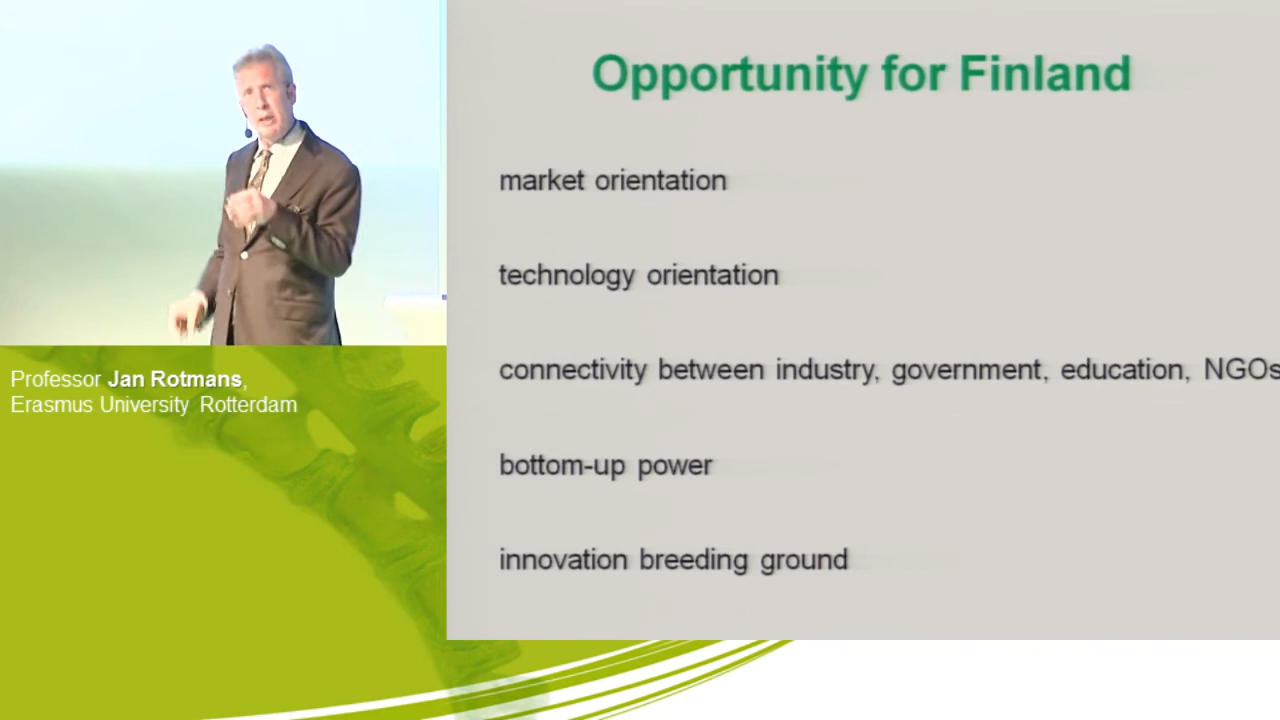 Opportunity for Finland
market orientation
technology orientation
connectivity between industry, government, education, NGOs
bottom-up power
innovation breeding ground
Professor Jan Rotmans,
Erasmus University Rotterdam